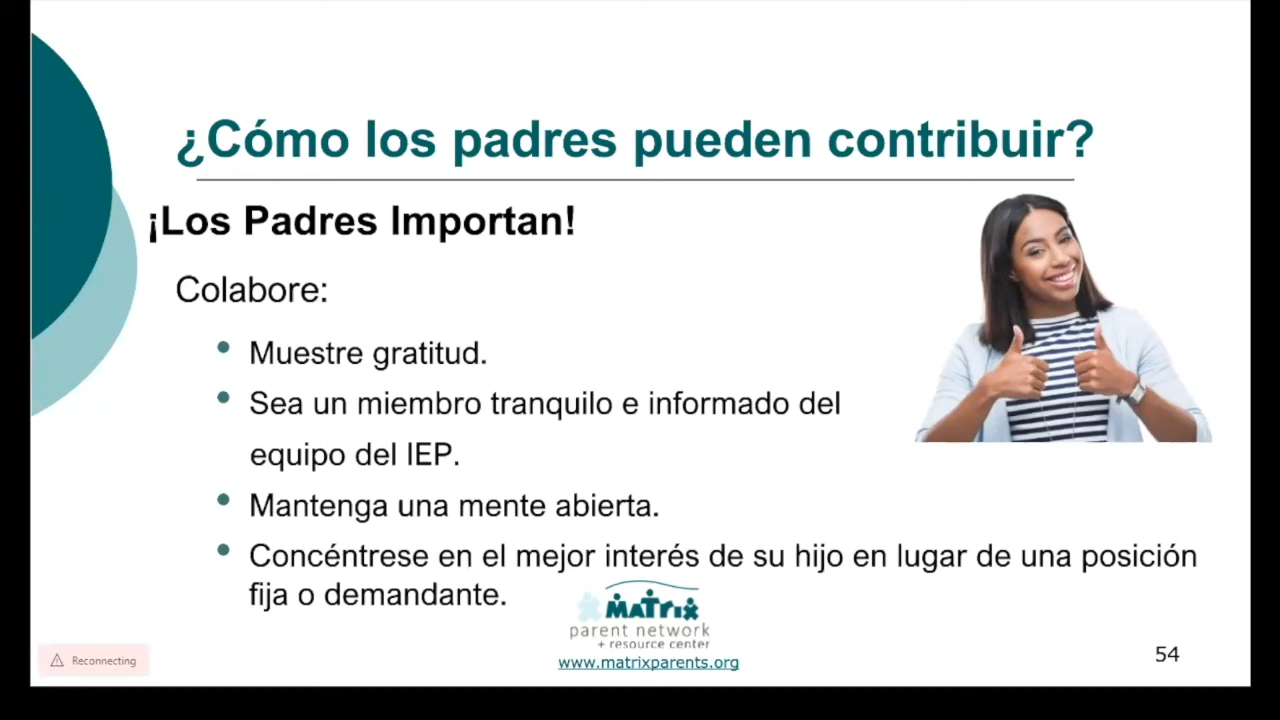 ¿Cómo los padres pueden contribuir?
¡Los Padres Importan!
Colabore:
• Muestre gratitud.
• Sea un miembro tranquilo e informado del
equipo del IEP.
• Mantenga una mente abierta.
• Concéntrese en el mejor interés de su hijo en lugar de una posición
fija o demandante.
MATRIX
parent network
+ resource center
www.matrixparents.org
Reconnecting
54